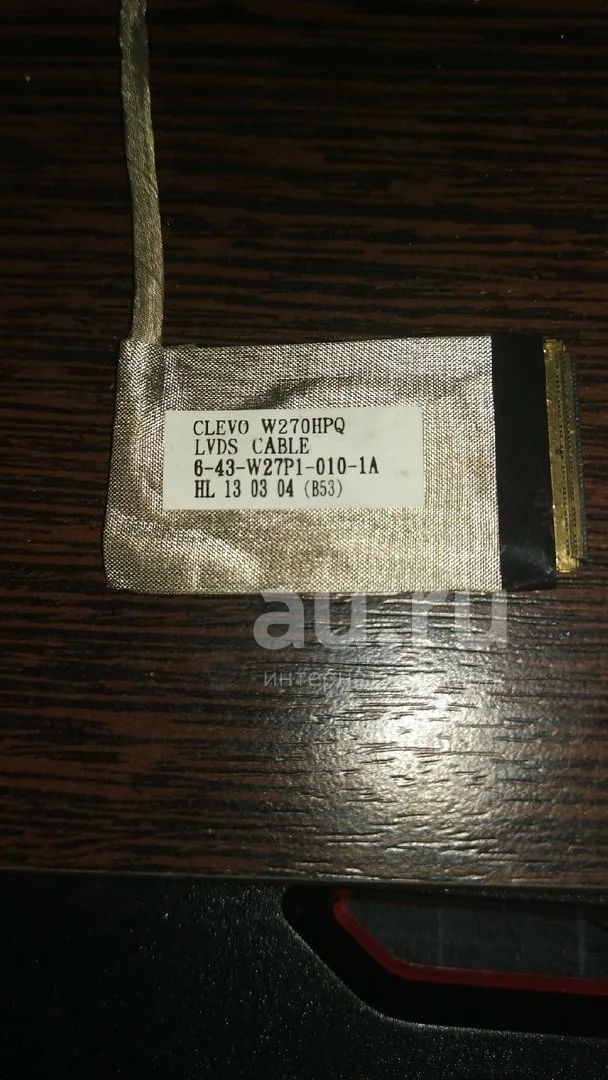 CLEVO W270HPQ
LVDS CABLE
6-43-W27P1-010-1A
HL 13 03 04 (B53)
au.ru